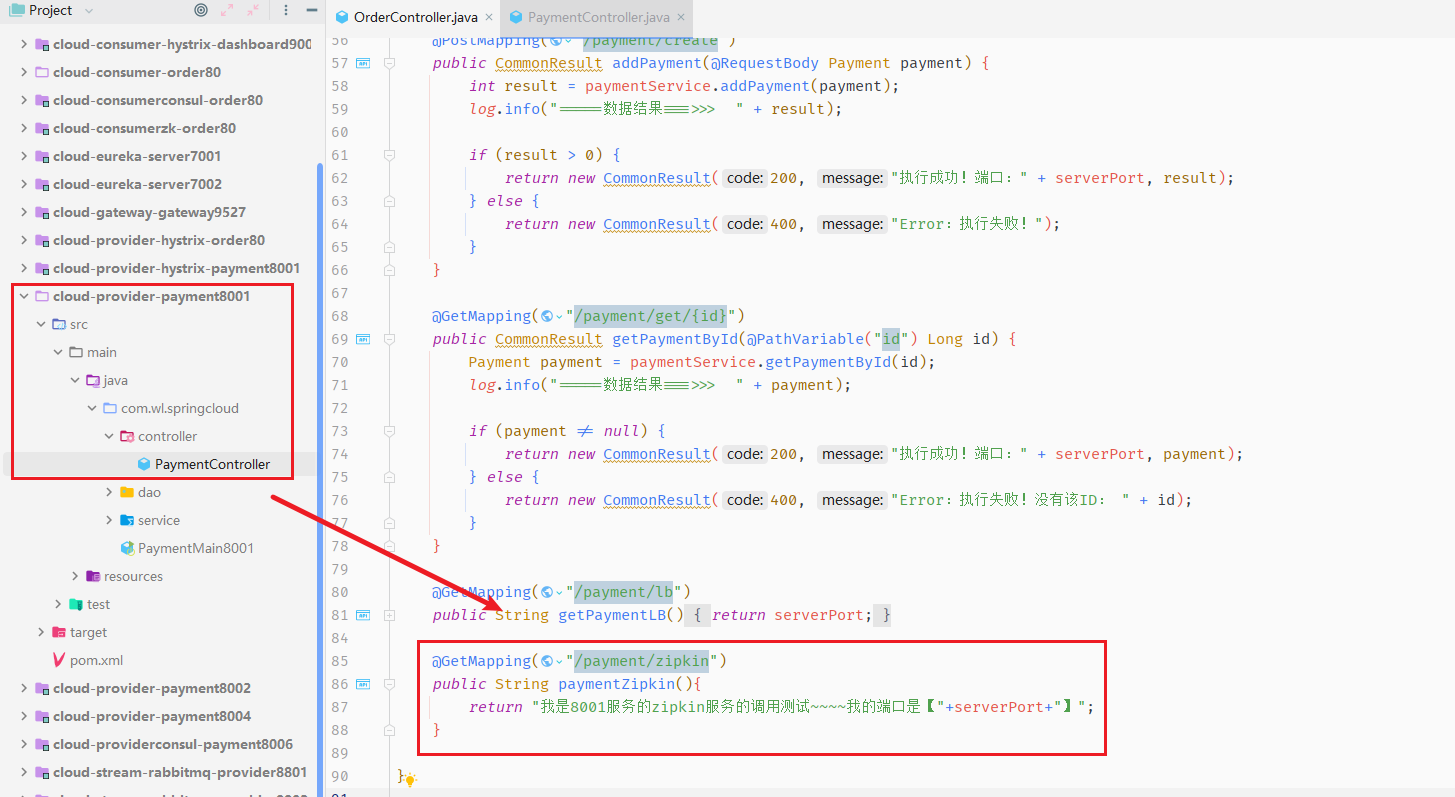 Project
OrderController.java
PaymentController.java
cloud-consumer-hystrix-dashboard900
cloud-consumer-order80
cloud-consumerconsul-order80
cloud-consumerzk-order80
cloud-eureka-server7001
cloud-eureka-server7002
cloud-gateway-gateway9527
cloud-provider-hystrix-order80
cloud-provider-hystrix-payment8001
cloud-provider-payment8001
src
main
java
com.wl.springcloud
controller
PaymentController
dao
service
PaymentMain8001
resources
test
target
pom.xml
cloud-provider-payment8002
cloud-provider-payment8004
cloud-providerconsul-payment8006
cloud-stream-rabbitmq-provider8801
56 @PostMapping("/payment/create")
57 public CommonResult addPayment(@RequestBody Payment payment) {
58 int result = paymentService.addPayment(payment);
59 log.info("=====数据结果===>>> " + result);
60
61 if (result > 0) {
62 return new CommonResult( code: 200, message: "执行成功！端口：" + serverPort, result);
63 } else {
64 return new CommonResult( code: 400, message: "Error：执行失败！");
65 }
66 }
67
68 @GetMapping("/payment/get/{id}")
69 public CommonResult getPaymentById(@PathVariable("id") Long id) {
70 Payment payment = paymentService.getPaymentById(id);
71 log.info("=====数据结果===>>> " + payment);
72
73 if (payment != null) {
74 return new CommonResult( code: 200, message: "执行成功！端口：" + serverPort, payment);
75 } else {
76 return new CommonResult( code: 400, message: "Error：执行失败！没有该ID： " + id);
77 }
78 }
79
80 @GetMapping("/payment/lb")
81 public String getPaymentLB() { return serverPort; }
84
85 @GetMapping("/payment/zipkin")
86 public String paymentZipkin(){
87 return "我是8001服务的zipkin服务的调用测试~~~~我的端口是【"+serverPort+"】";
88 }
89
90 }